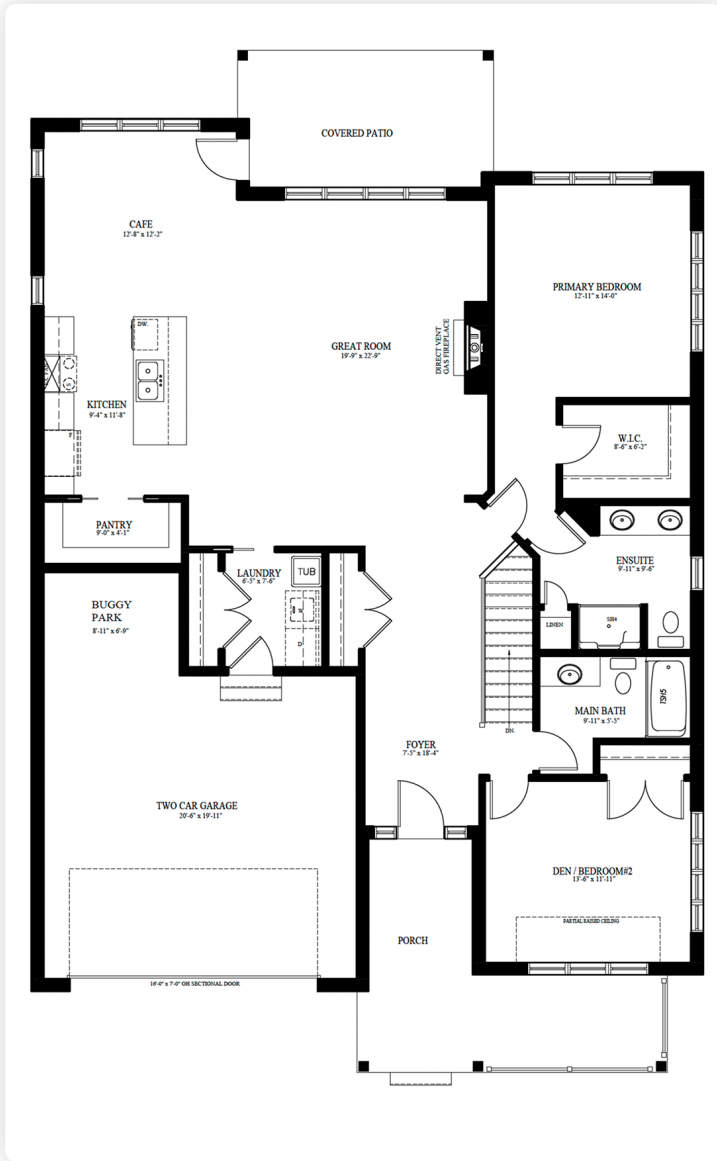 COVERED PATIO
CAFE
12'-8" x 12'-2"
PRIMARY BEDROOM
12'-11" x 14'-0"
DW.
GREAT ROOM
19'-9" x 22'-9"
DIRECT VENT
GAS FIREPLACE
KITCHEN
9'-4" x 11'-8"
F
W.I.C.
8'-6" x 6'-2"
PANTRY
9'-0" x 4'-1"
ENSUITE
9'-11" x 9'-6"
LAUNDRY
6'-5" x 7'-6"
TUB
BUGGY
PARK
8'-11" x 6'-9"
W
D
LINEN
SH4
MAIN BATH
9'-11" x 5'-5"
TSH5
DN.
FOYER
7'-5" x 18'-4"
TWO CAR GARAGE
20'-6" x 19'-11"
DEN / BEDROOM#2
13'-6" x 11'-11"
PARTIAL RAISED CEILING
PORCH
16'-0" x 7'-0" OH SECTIONAL DOOR